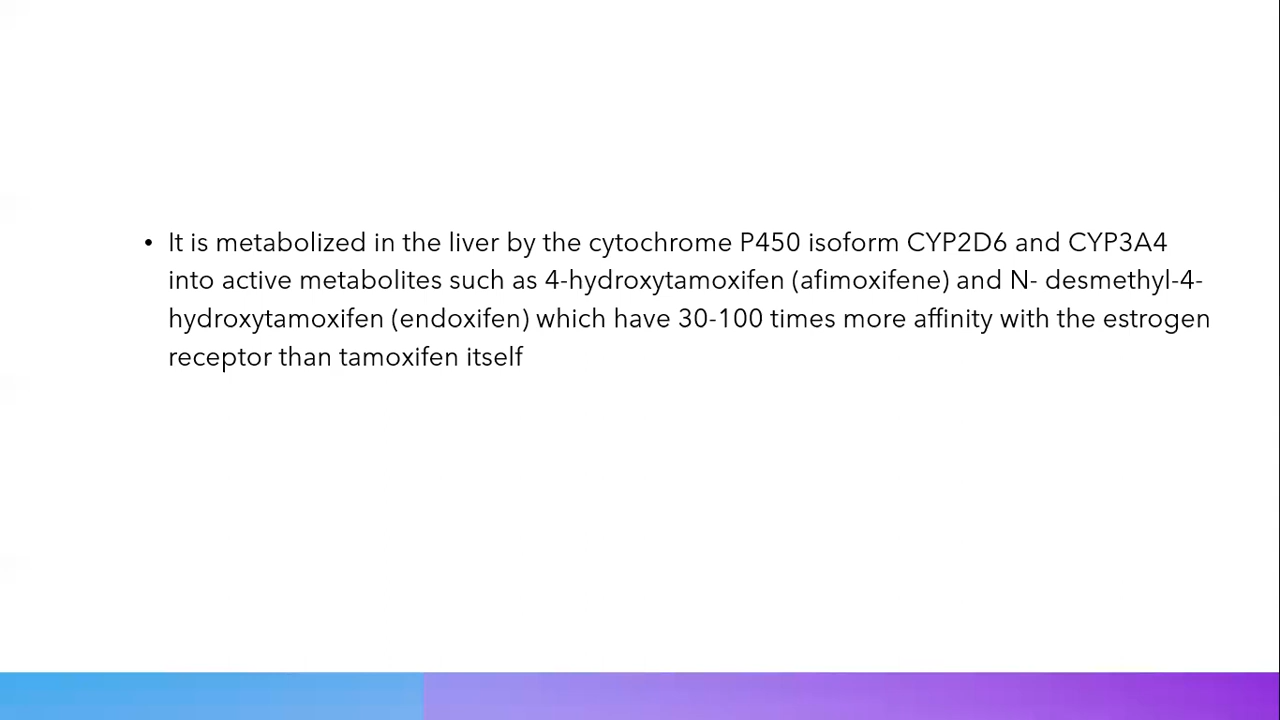 • It is metabolized in the liver by the cytochrome P450 isoform CYP2D6 and CYP3A4
into active metabolites such as 4-hydroxytamoxifen (afimoxifene) and N- desmethyl-4-
hydroxytamoxifen (endoxifen) which have 30-100 times more affinity with the estrogen
receptor than tamoxifen itself